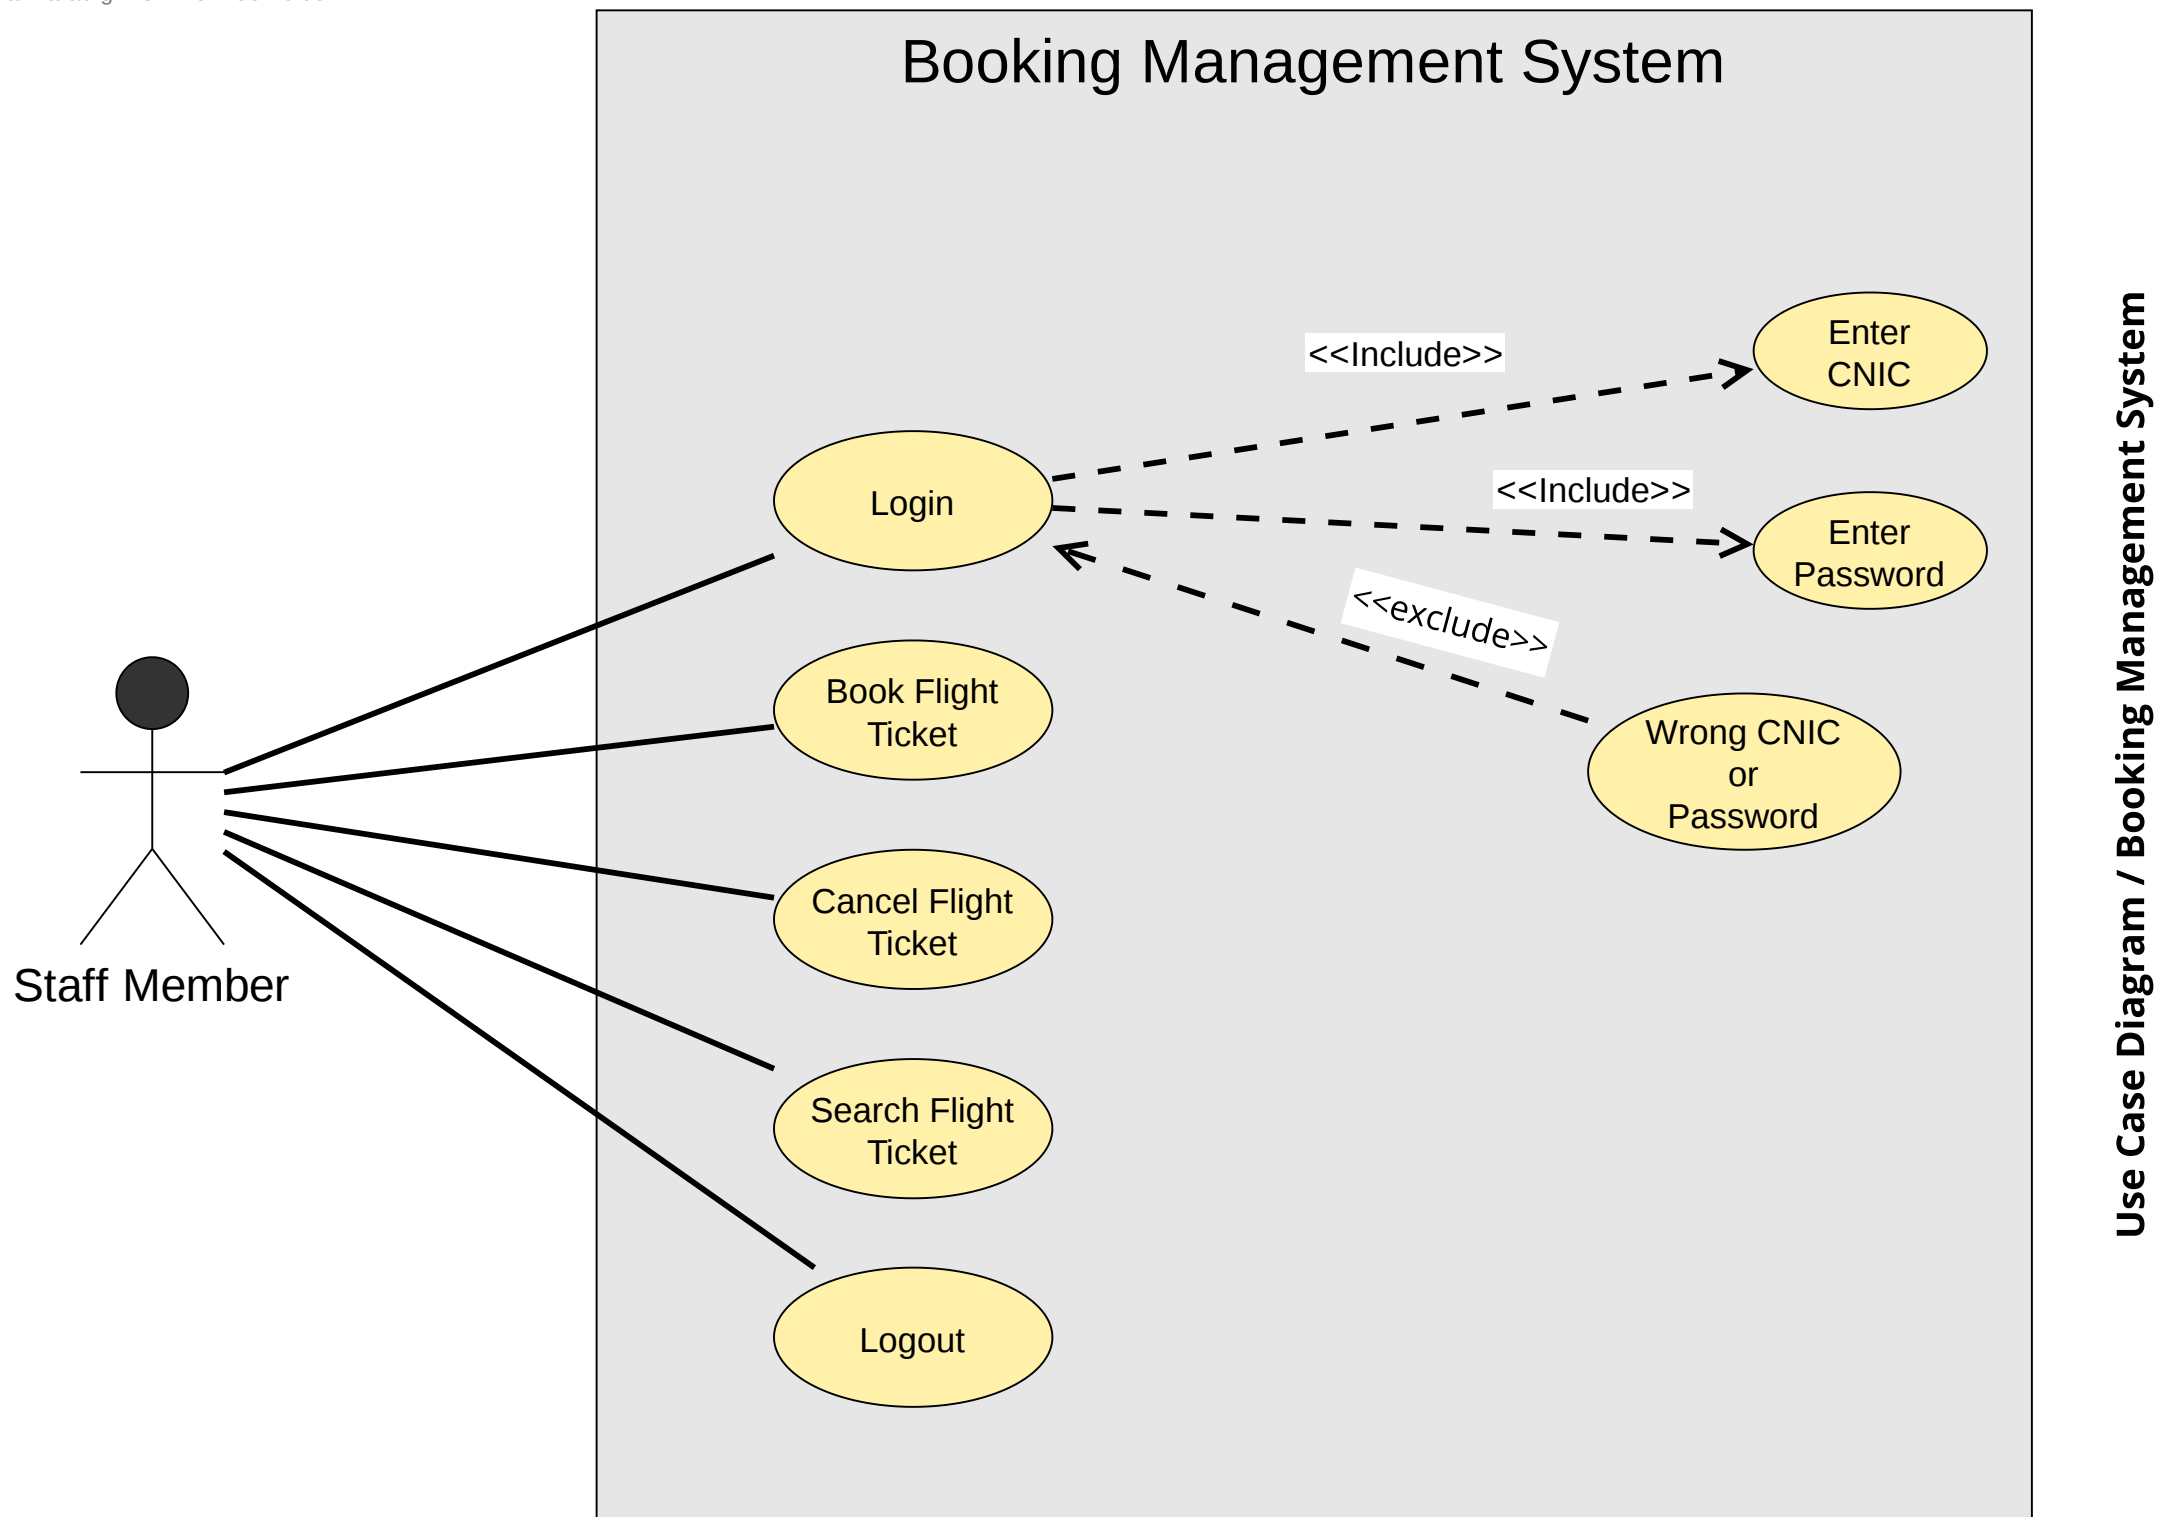 Booking Management System
Enter
CNIC
<<Include>>
Login
<<Include>>
Enter
Password
<<exclude>>
Book Flight
Ticket
Wrong CNIC
or
Password
Cancel Flight
Ticket
Staff Member
Search Flight
Ticket
Logout
Use Case Diagram / Booking Management System